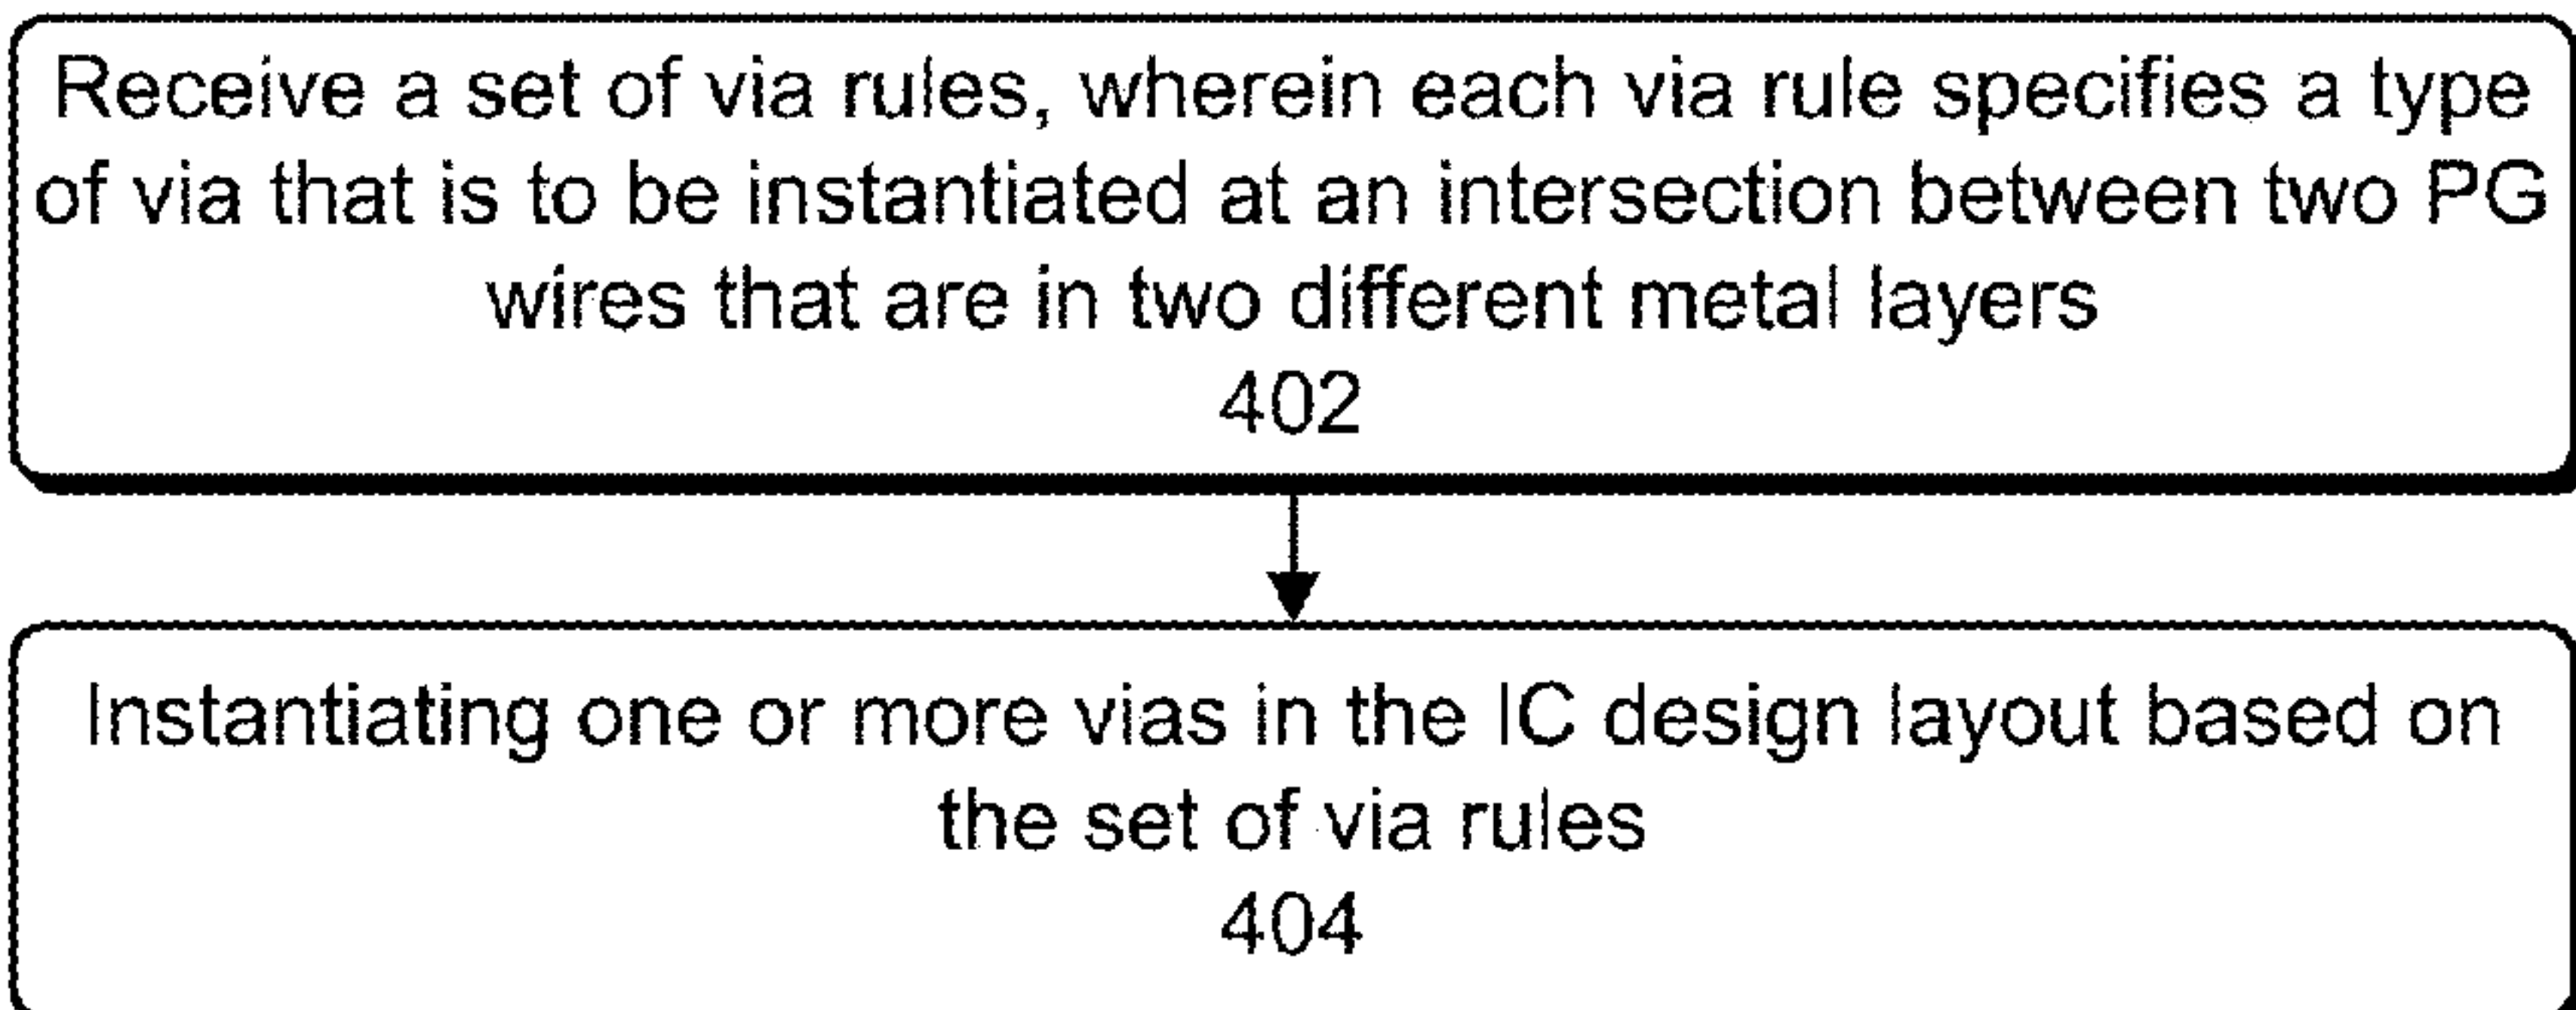 Receive a set of via rules, wherein each via rule specifies a type
of via that is to be instantiated at an intersection between two PG
wires that are in two different metal layers
402
Instantiating one or more vias in the IC design layout based on
the set of via rules
404